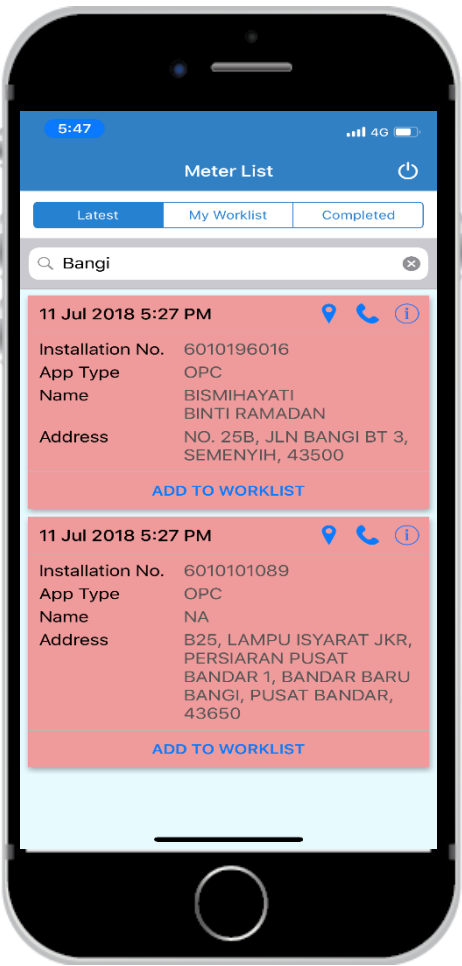 5:47 4G
Meter List
Latest My Worklist Completed
Bangi
11 Jul 2018 5:27 PM
Installation No. 6010196016
App Type OPC
Name BISMIHAYATI
BINTI RAMADAN
Address NO. 25B, JLN BANGI BT 3,
SEMENYIH, 43500
ADD TO WORKLIST
11 Jul 2018 5:27 PM
Installation No. 6010101089
App Type OPC
Name NA
Address B25, LAMPU ISYARAT JKR,
PERSIARAN PUSAT
BANDAR 1, BANDAR BARU
BANGI, PUSAT BANDAR,
43650
ADD TO WORKLIST